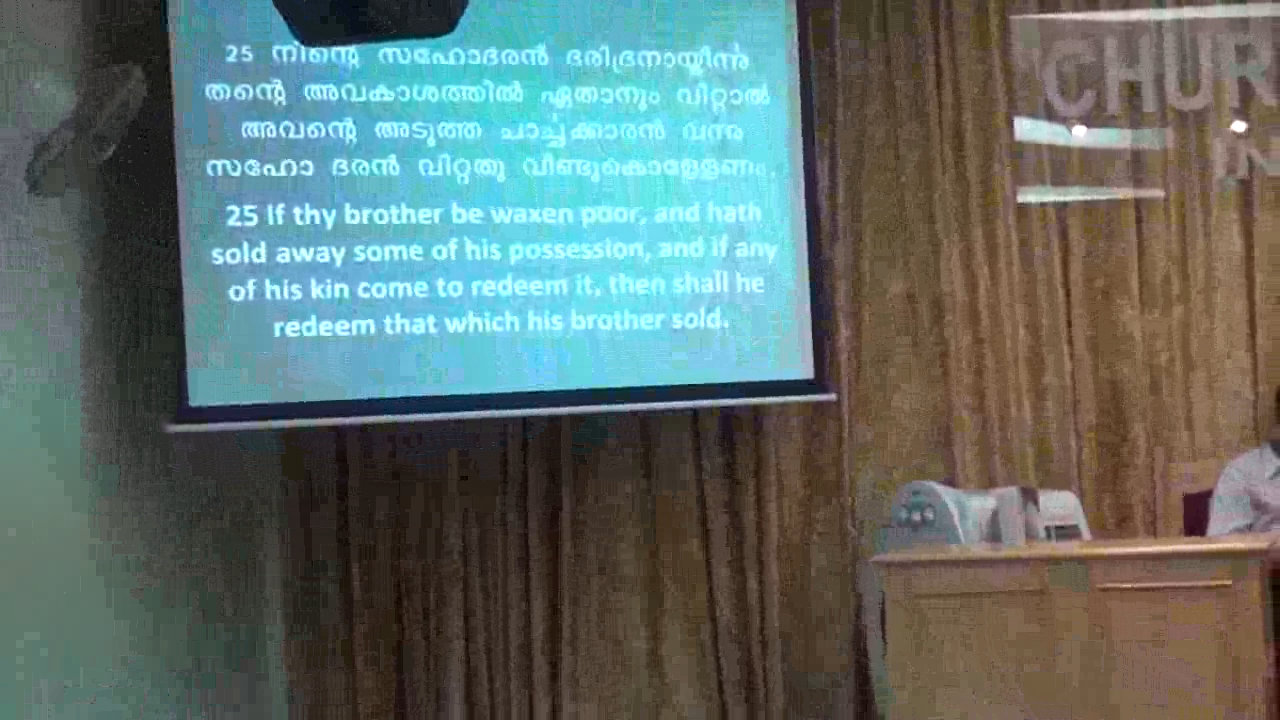 25 നിന്റെ സഹോദരൻ ദരിദ്രനായ്തീർന്നു
തന്റെ അവകാശത്തിൽ ഏതാനും വിറ്റാൽ
അവന്റെ അടുത്ത ചാർച്ചക്കാരൻ വന്നു
സഹോ ദരൻ വിറ്റതു വീണ്ടുകൊള്ളേണം.
25 If thy brother be waxen poor, and hath
sold away some of his possession, and if any
of his kin come to redeem it, then shall he
redeem that which his brother sold.
CHUR
IN